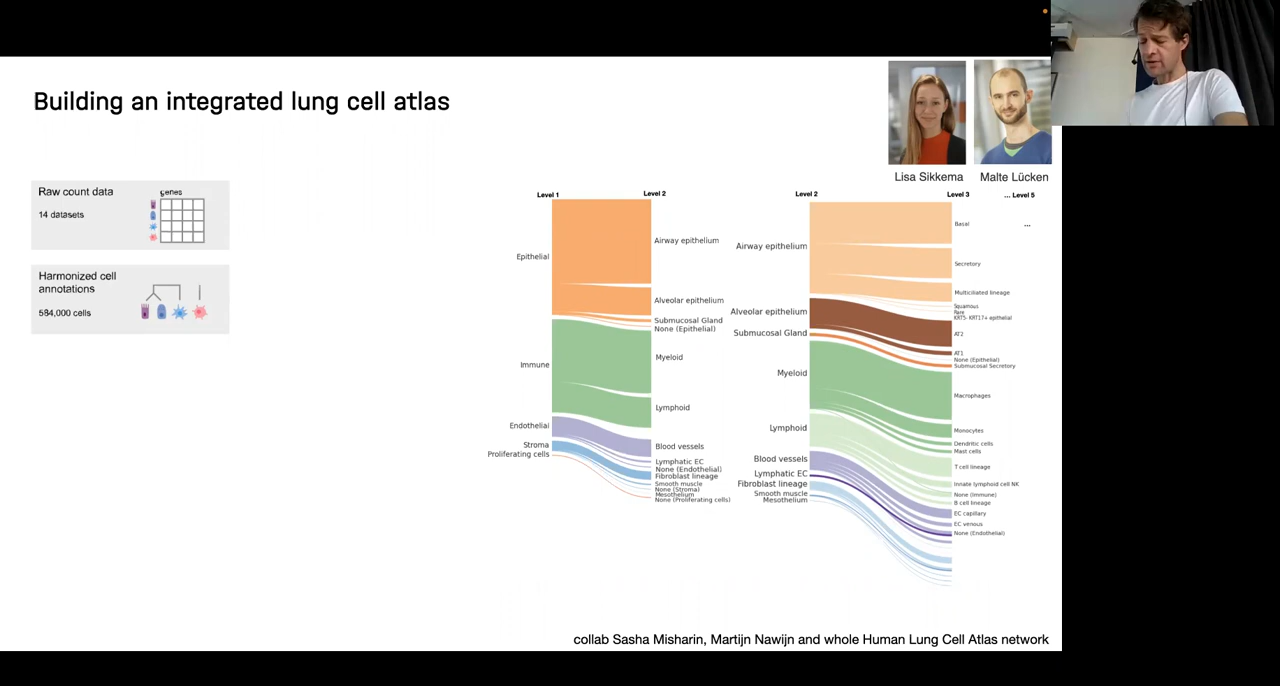 Building an integrated lung cell atlas
Lisa Sikkema
Malte Lücken
Raw count data
14 datasets
genes
Harmonized cell
annotations
584,000 cells
Level 1
Level 2
Epithelial
Immune
Endothelial
Stroma
Proliferating cells
Airway epithelium
Alveolar epithelium
Submucosal Gland
None (Epithelial)
Myeloid
Lymphoid
Blood vessels
Lymphatic EC
None (Endothelial)
Fibroblast lineage
Smooth muscle
None (Stroma)
Mesothelium
None (Proliferating cells)
Level 2
Level 3
... Level 5
Airway epithelium
Alveolar epithelium
Submucosal Gland
Myeloid
Lymphoid
Blood vessels
Lymphatic EC
Fibroblast lineage
Smooth muscle
Mesothelium
Basal
Secretory
Multiciliated lineage
Squamous
Rare
KRT5- KRT17+ epithelial
AT2
AT1
None (Epithelial)
Submucosal Secretory
Macrophages
Monocytes
Dendritic cells
Mast cells
T cell lineage
Innate lymphoid cell NK
None (Immune)
B cell lineage
EC capillary
EC venous
None (Endothelial)
...
collab Sasha Misharin, Martijn Nawijn and whole Human Lung Cell Atlas network